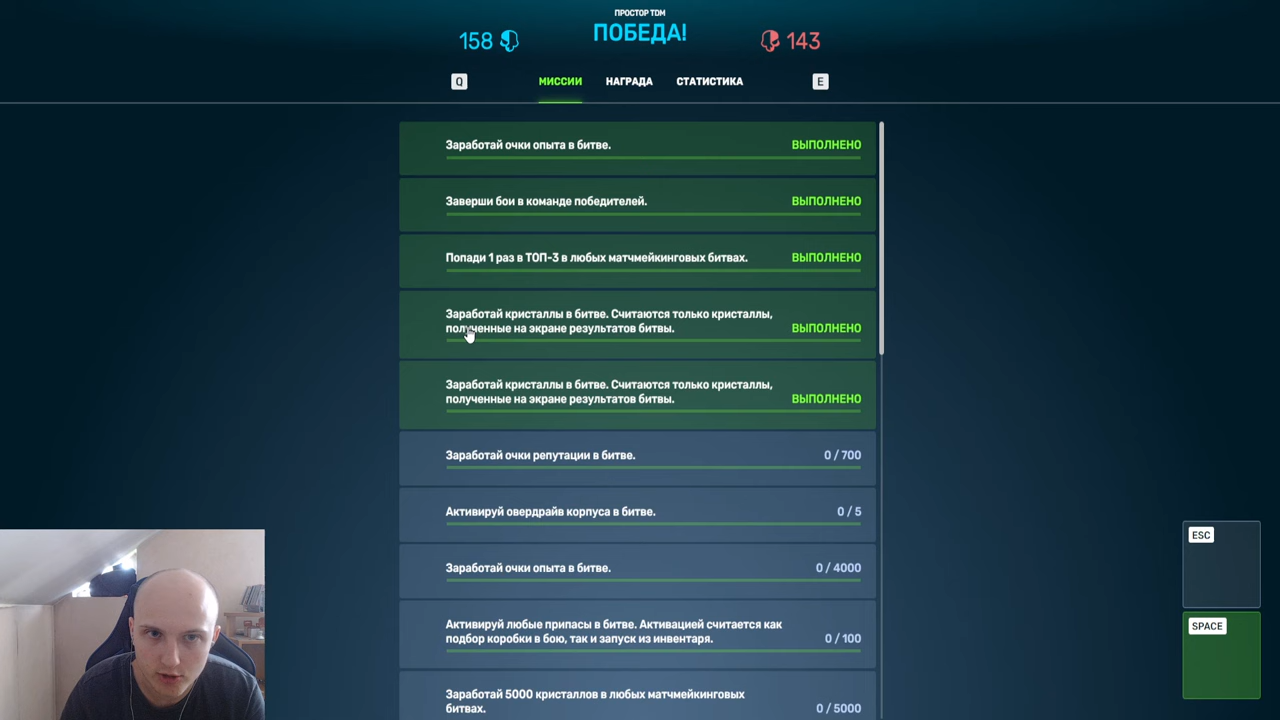 ПРОСТОР TDM
158 ПОБЕДА! 143
Q МИССИИ НАГРАДА СТАТИСТИКА E
Заработай очки опыта в битве. ВЫПОЛНЕНО
Заверши бои в команде победителей. ВЫПОЛНЕНО
Попади 1 раз в ТОП-3 в любых матчмейкинговых битвах. ВЫПОЛНЕНО
Заработай кристаллы в битве. Считаются только кристаллы,
полученные на экране результатов битвы. ВЫПОЛНЕНО
Заработай кристаллы в битве. Считаются только кристаллы,
полученные на экране результатов битвы. ВЫПОЛНЕНО
Заработай очки репутации в битве. 0 / 700
Активируй овердрайв корпуса в битве. 0 / 5
Заработай очки опыта в битве. 0 / 4000
Активируй любые припасы в битве. Активацией считается как
подбор коробки в бою, так и запуск из инвентаря. 0 / 100
Заработай 5000 кристаллов в любых матчмейкинговых
битвах. 0 / 5000
ESC
SPACE